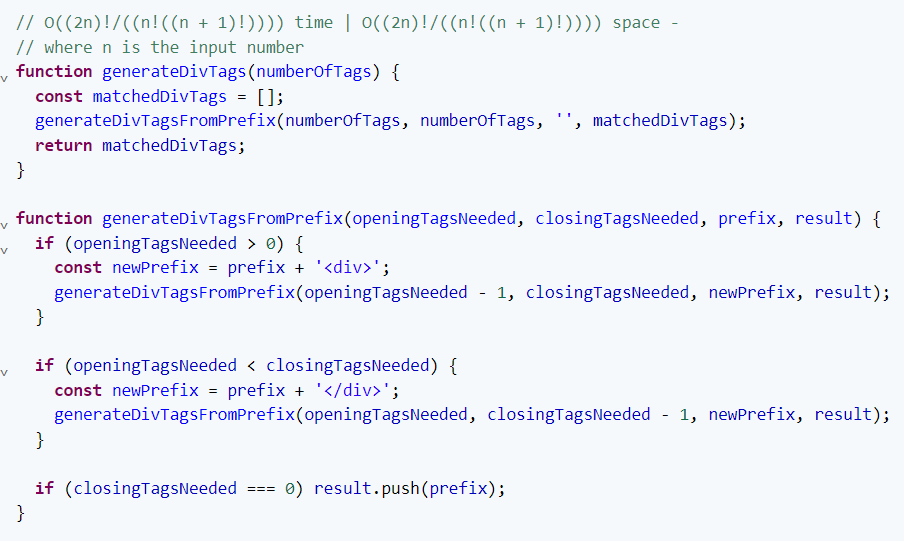 // O((2n)!/((n!((n + 1)!)))) time | O((2n)!/((n!((n + 1)!)))) space -
// where n is the input number
function generateDivTags(numberOfTags) {
  const matchedDivTags = [];
  generateDivTagsFromPrefix(numberOfTags, numberOfTags, '', matchedDivTags);
  return matchedDivTags;
}

function generateDivTagsFromPrefix(openingTagsNeeded, closingTagsNeeded, prefix, result) {
  if (openingTagsNeeded > 0) {
    const newPrefix = prefix + '<div>';
    generateDivTagsFromPrefix(openingTagsNeeded - 1, closingTagsNeeded, newPrefix, result);
  }

  if (openingTagsNeeded < closingTagsNeeded) {
    const newPrefix = prefix + '</div>';
    generateDivTagsFromPrefix(openingTagsNeeded, closingTagsNeeded - 1, newPrefix, result);
  }

  if (closingTagsNeeded === 0) result.push(prefix);
}